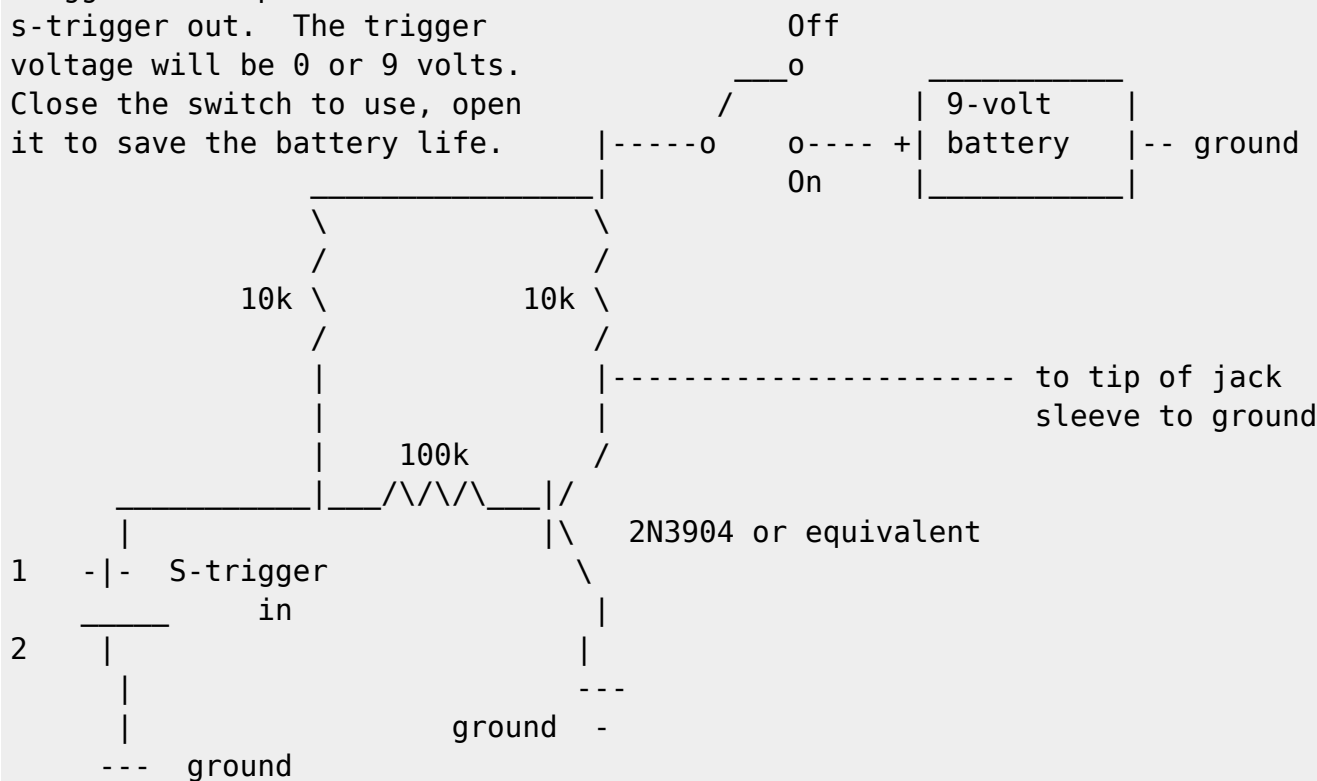 s-trigger out. The trigger Off
voltage will be 0 or 9 volts.
Close the switch to use, open 9-volt
it to save the battery life. + battery ground
On
10k 10k
to tip of jack
sleeve to ground
100k
2N3904 or equivalent
1 S-trigger
in
2
ground
ground